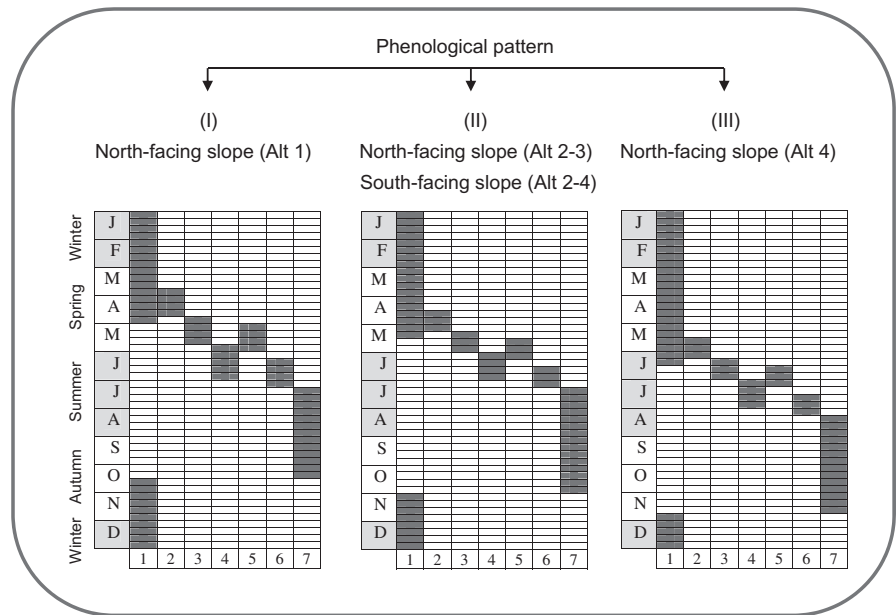 Phenological pattern
(I)
North-facing slope (Alt 1)
(II)
North-facing slope (Alt 2-3)
South-facing slope (Alt 2-4)
(III)
North-facing slope (Alt 4)
Winter
Spring
Summer
Autumn
Winter
J
F
M
A
M
J
J
A
S
O
N
D
1 2 3 4 5 6 7
J
F
M
A
M
J
J
A
S
O
N
D
1 2 3 4 5 6 7
J
F
M
A
M
J
J
A
S
O
N
D
1 2 3 4 5 6 7